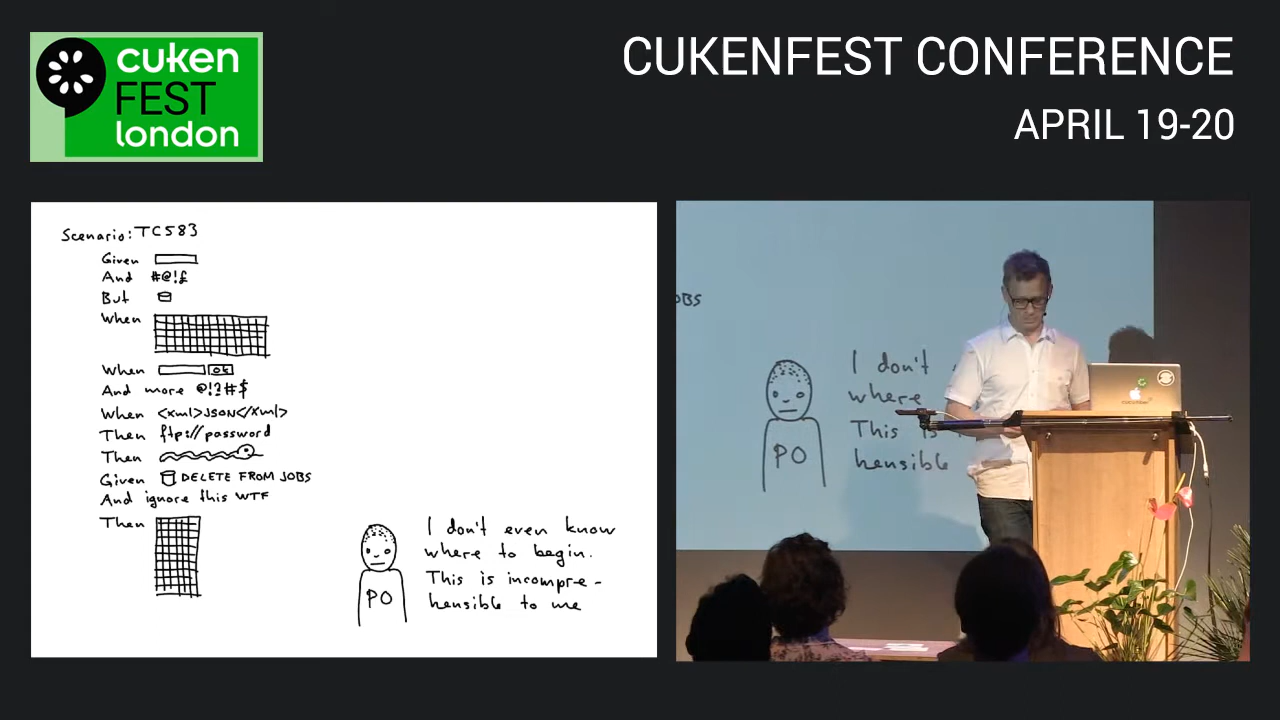 cuken
FEST
london
CUKENFEST CONFERENCE
APRIL 19-20
Scenario: TC583
Given
And #@!£
But
When
When OK
And more @!?#$
When <xml>JSON</xml>
Then ftp://password
Then
Given DELETE FROM JOBS
And ignore this WTF
Then
PO
I don't even know
where to begin.
This is incompre-
hensible to me
OBS
PO
I don't
where
This is
hensible